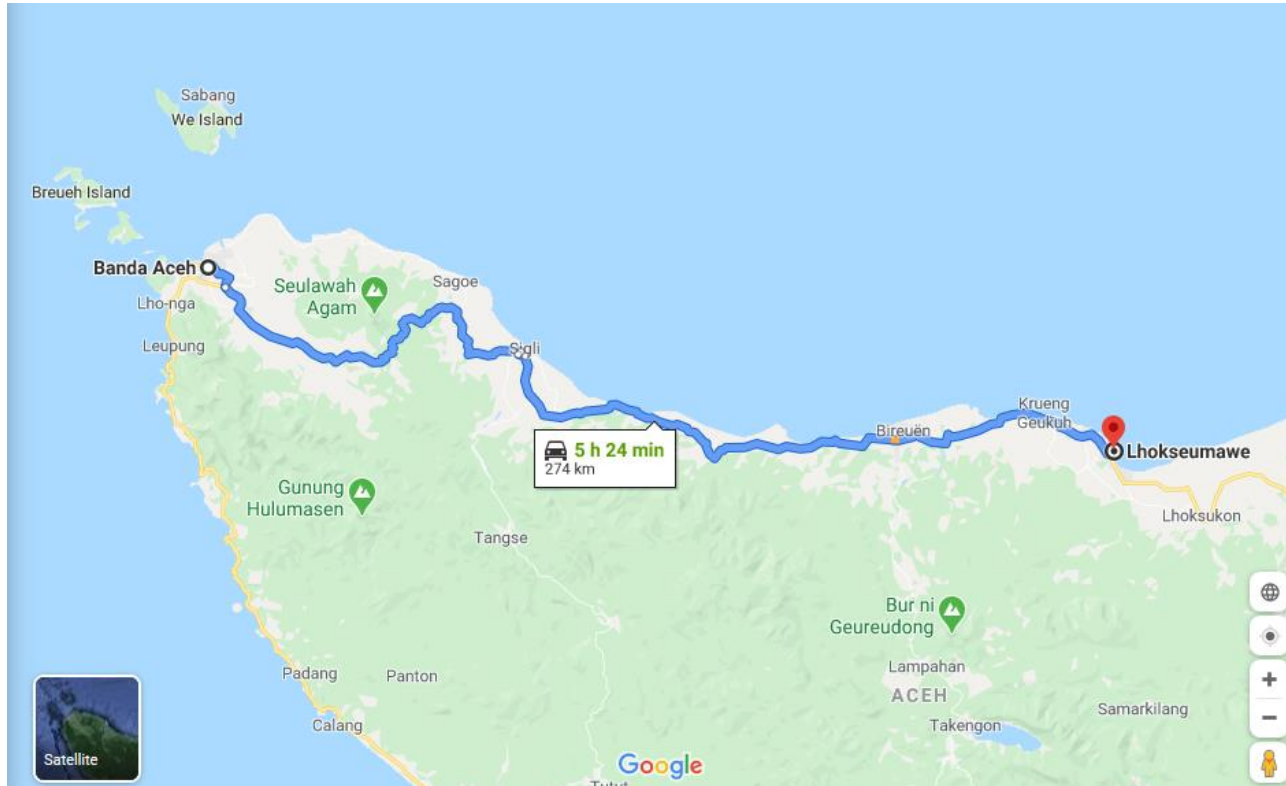 Sabang
We Island
Breueh Island
Banda Aceh
Seulawah
Agam
Sagoe
Lho-nga
Leupung
Sigli
Krueng
Geukuh
Bireuën
Lhokseumawe
5 h 24 min
274 km
Gunung
Hulumasen
Lhoksukon
Tangse
Bur ni
Geureudong
Padang
Panton
Lampahan
ACEH
Samarkilang
Calang
Takengon
Satellite
Google